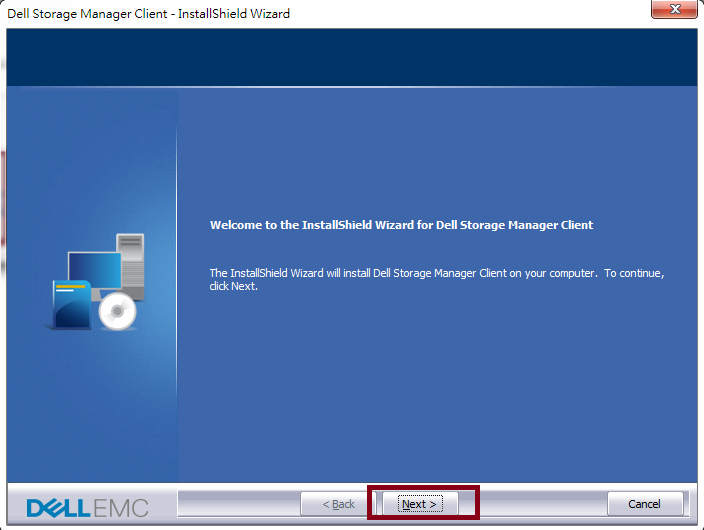 Dell Storage Manager Client - InstallShield Wizard
Welcome to the InstallShield Wizard for Dell Storage Manager Client
The InstallShield Wizard will install Dell Storage Manager Client on your computer.  To continue,
click Next.
DELLEMC
< Back
Next >
Cancel